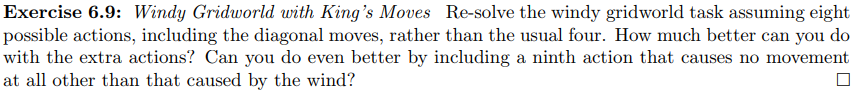 Exercise 6.9: Windy Gridworld with King's Moves Re-solve the windy gridworld task assuming eight
possible actions, including the diagonal moves, rather than the usual four. How much better can you do
with the extra actions? Can you do even better by including a ninth action that causes no movement
at all other than that caused by the wind? □